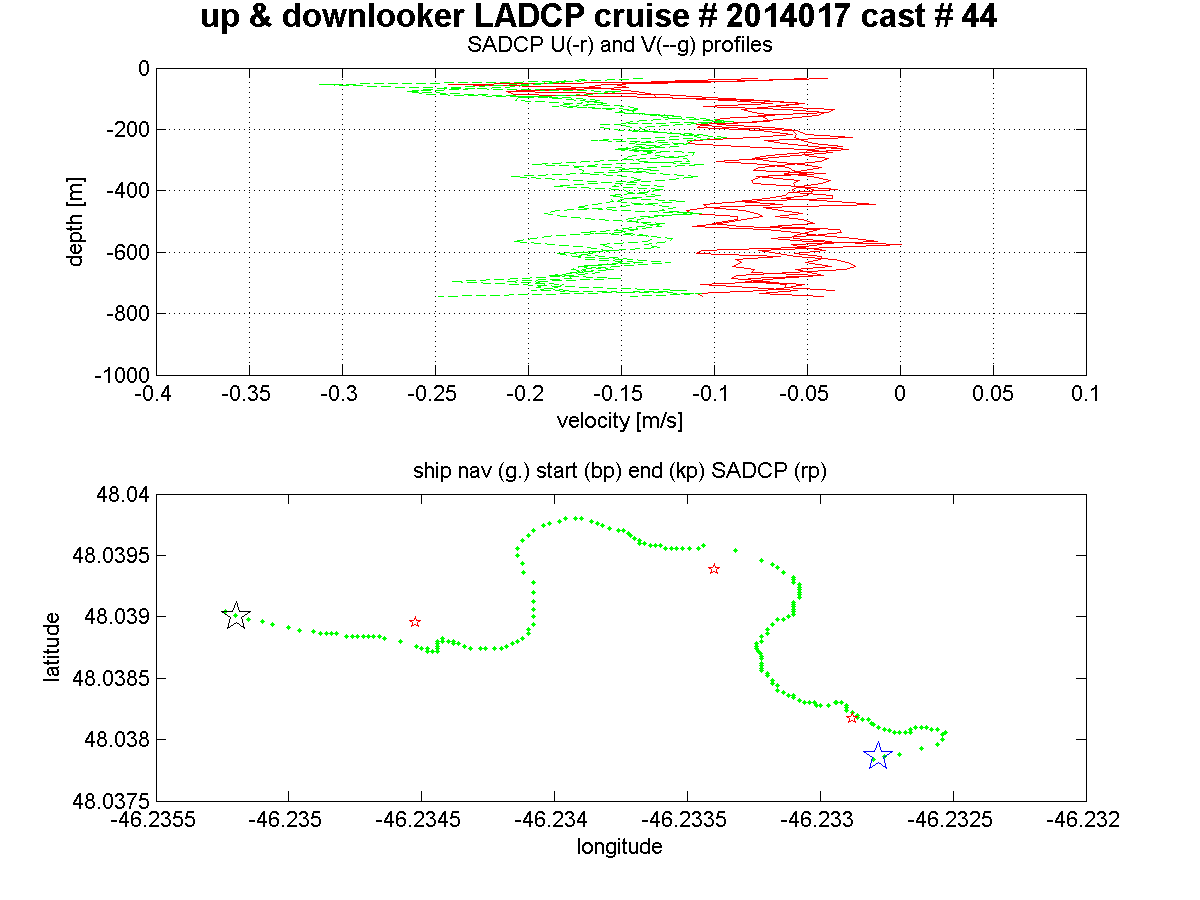 up & downlooker LADCP cruise # 2014017 cast # 44
SADCP U(-r) and V(--g) profiles
0
-200
-400
-600
-800
-1000
depth [m]
-0.4 -0.35 -0.3 -0.25 -0.2 -0.15 -0.1 -0.05 0 0.05 0.1
velocity [m/s]
ship nav (g.) start (bp) end (kp) SADCP (rp)
48.04
48.0395
48.039
48.0385
48.038
48.0375
latitude
-46.2355 -46.235 -46.2345 -46.234 -46.2335 -46.233 -46.2325 -46.232
longitude